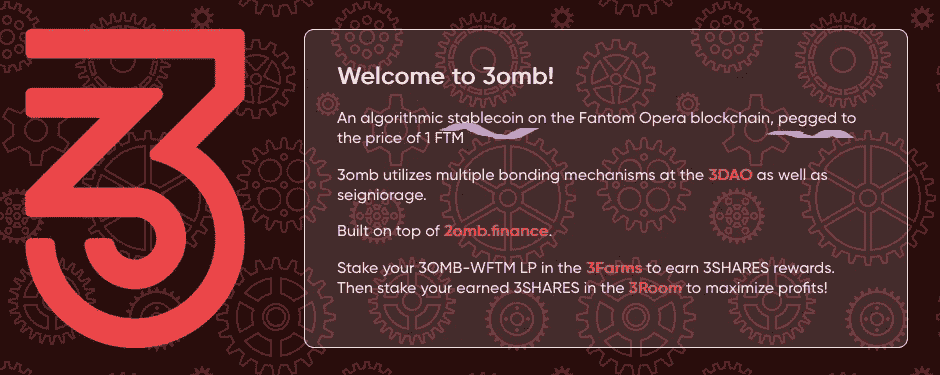 3
Welcome to 3omb!
An algorithmic stablecoin on the Fantom Opera blockchain, pegged to
the price of 1 FTM
3omb utilizes multiple bonding mechanisms at the 3DAO as well as
seigniorage.
Built on top of 2omb.finance.
Stake your 3OMB-WFTM LP in the 3Farms to earn 3SHARES rewards.
Then stake your earned 3SHARES in the 3Room to maximize profits!